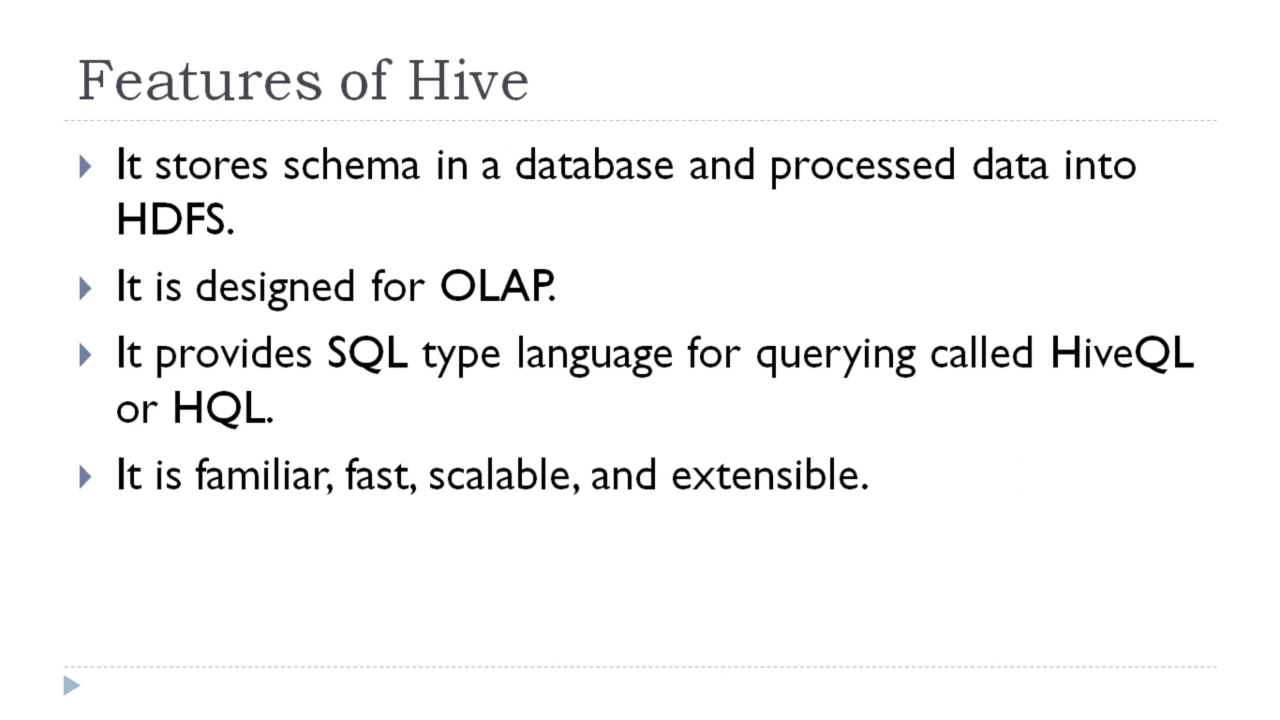 Features of Hive
It stores schema in a database and processed data into
HDFS.
It is designed for OLAP.
It provides SQL type language for querying called HiveQL
or HQL.
It is familiar, fast, scalable, and extensible.